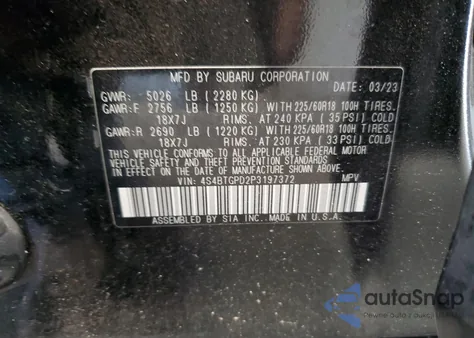 MFD BY SUBARU CORPORATION DATE: 03/23
GVWR: 5026 LB (2280 KG)
GAWR:F 2756 LB (1250 KG) WITH 225/60R18 100H TIRES.
18X7J RIMS. AT 240 KPA (35 PSI) COLD
GAWR:R 2690 LB (1220 KG) WITH 225/60R18 100H TIRES.
18X7J RIMS. AT 230 KPA (33 PSI) COLD
THIS VEHICLE CONFORMS TO ALL APPLICABLE FEDERAL MOTOR
VEHICLE SAFETY AND THEFT PREVENTION STANDARDS
IN EFFECT ON THE DATE OF MANUFACTURE SHOWN ABOVE.
VIN: 4S4BTGPD2P3197372 MPV
ASSEMBLED BY SIA INC. MADE IN U.S.A.
autoSnap
Pewne auto z